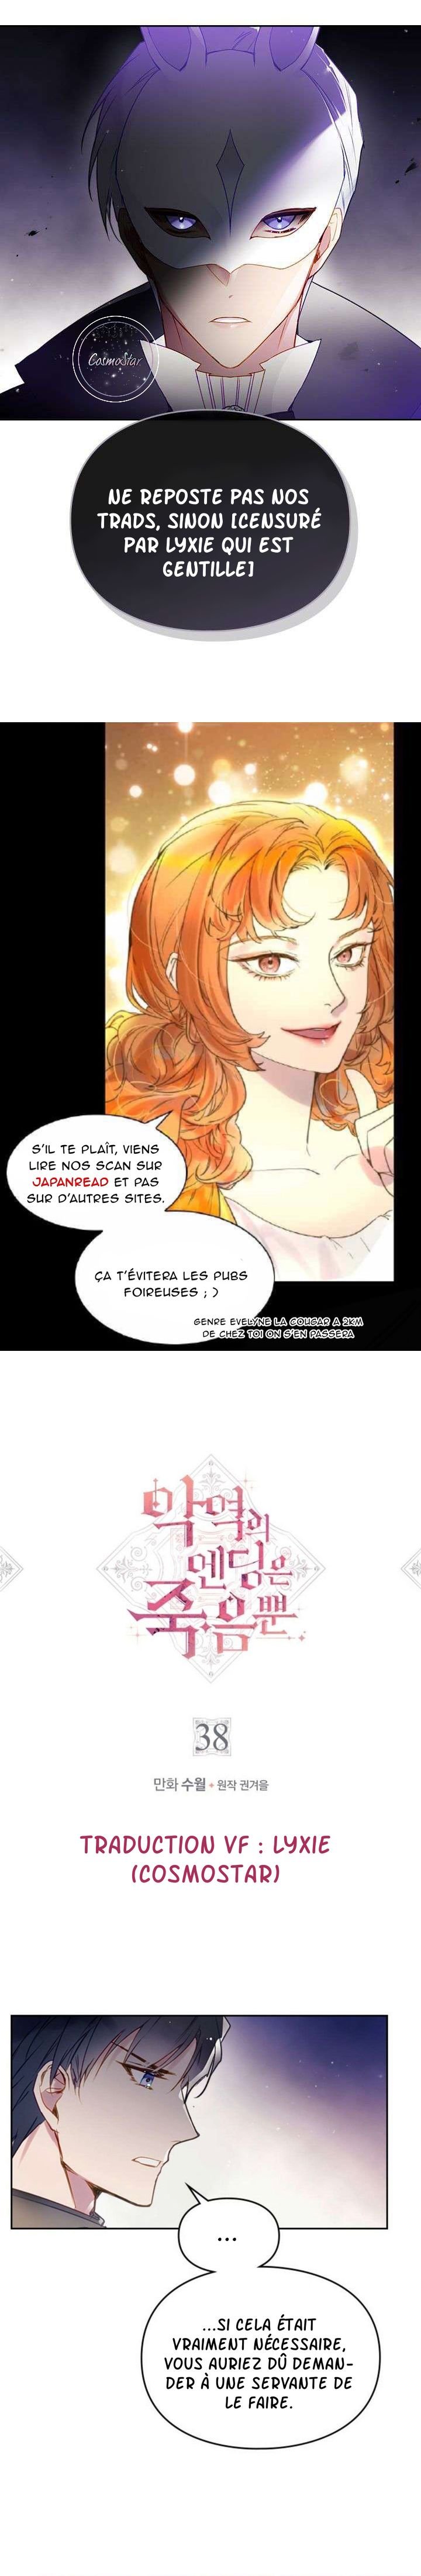 CosmoStar
NE REPOSTE PAS NOS
TRADS, SINON [CENSURÉ
PAR LYXIE QUI EST
GENTILLE]
S'IL TE PLAÎT, VIENS
LIRE NOS SCAN SUR
JAPANREAD ET PAS
SUR D'AUTRES SITES.
ÇA T'ÉVITERA LES PUBS
FOIREUSES ; )
GENRE EVELYNE LA COUGAR A 2KM
DE CHEZ TOI ON S'EN PASSERA
악역의
엔딩은
죽음뿐
38
만화 수월 • 원작 권겨을
TRADUCTION VF : LYXIE
(COSMOSTAR)
...
...SI CELA ÉTAIT
VRAIMENT NÉCESSAIRE,
VOUS AURIEZ DÛ DEMAN-
DER À UNE SERVANTE DE
LE FAIRE.